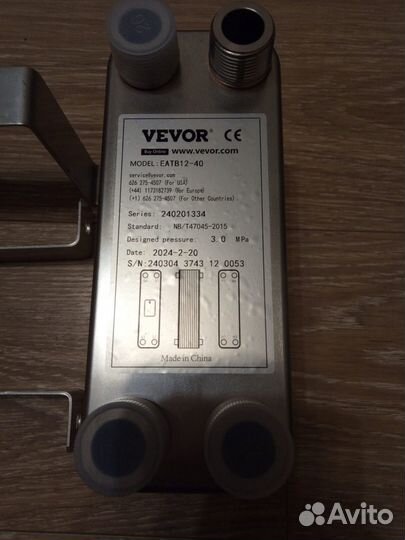 VEVOR® CE
Buy Online www.vevor.com
MODEL: EATB12-40
service@vevor.com
626 275-4507 (For USA)
(+44) 1173182739 (for Europe)
(+1) 626 275-4507 (For Other Countries)
Series: 240201334
Standard: NB/T47045-2015
Designed pressure: 3.0 MPa
Date: 2024-2-20
S/N:240304 3743 12 0053
Made in China
Avito